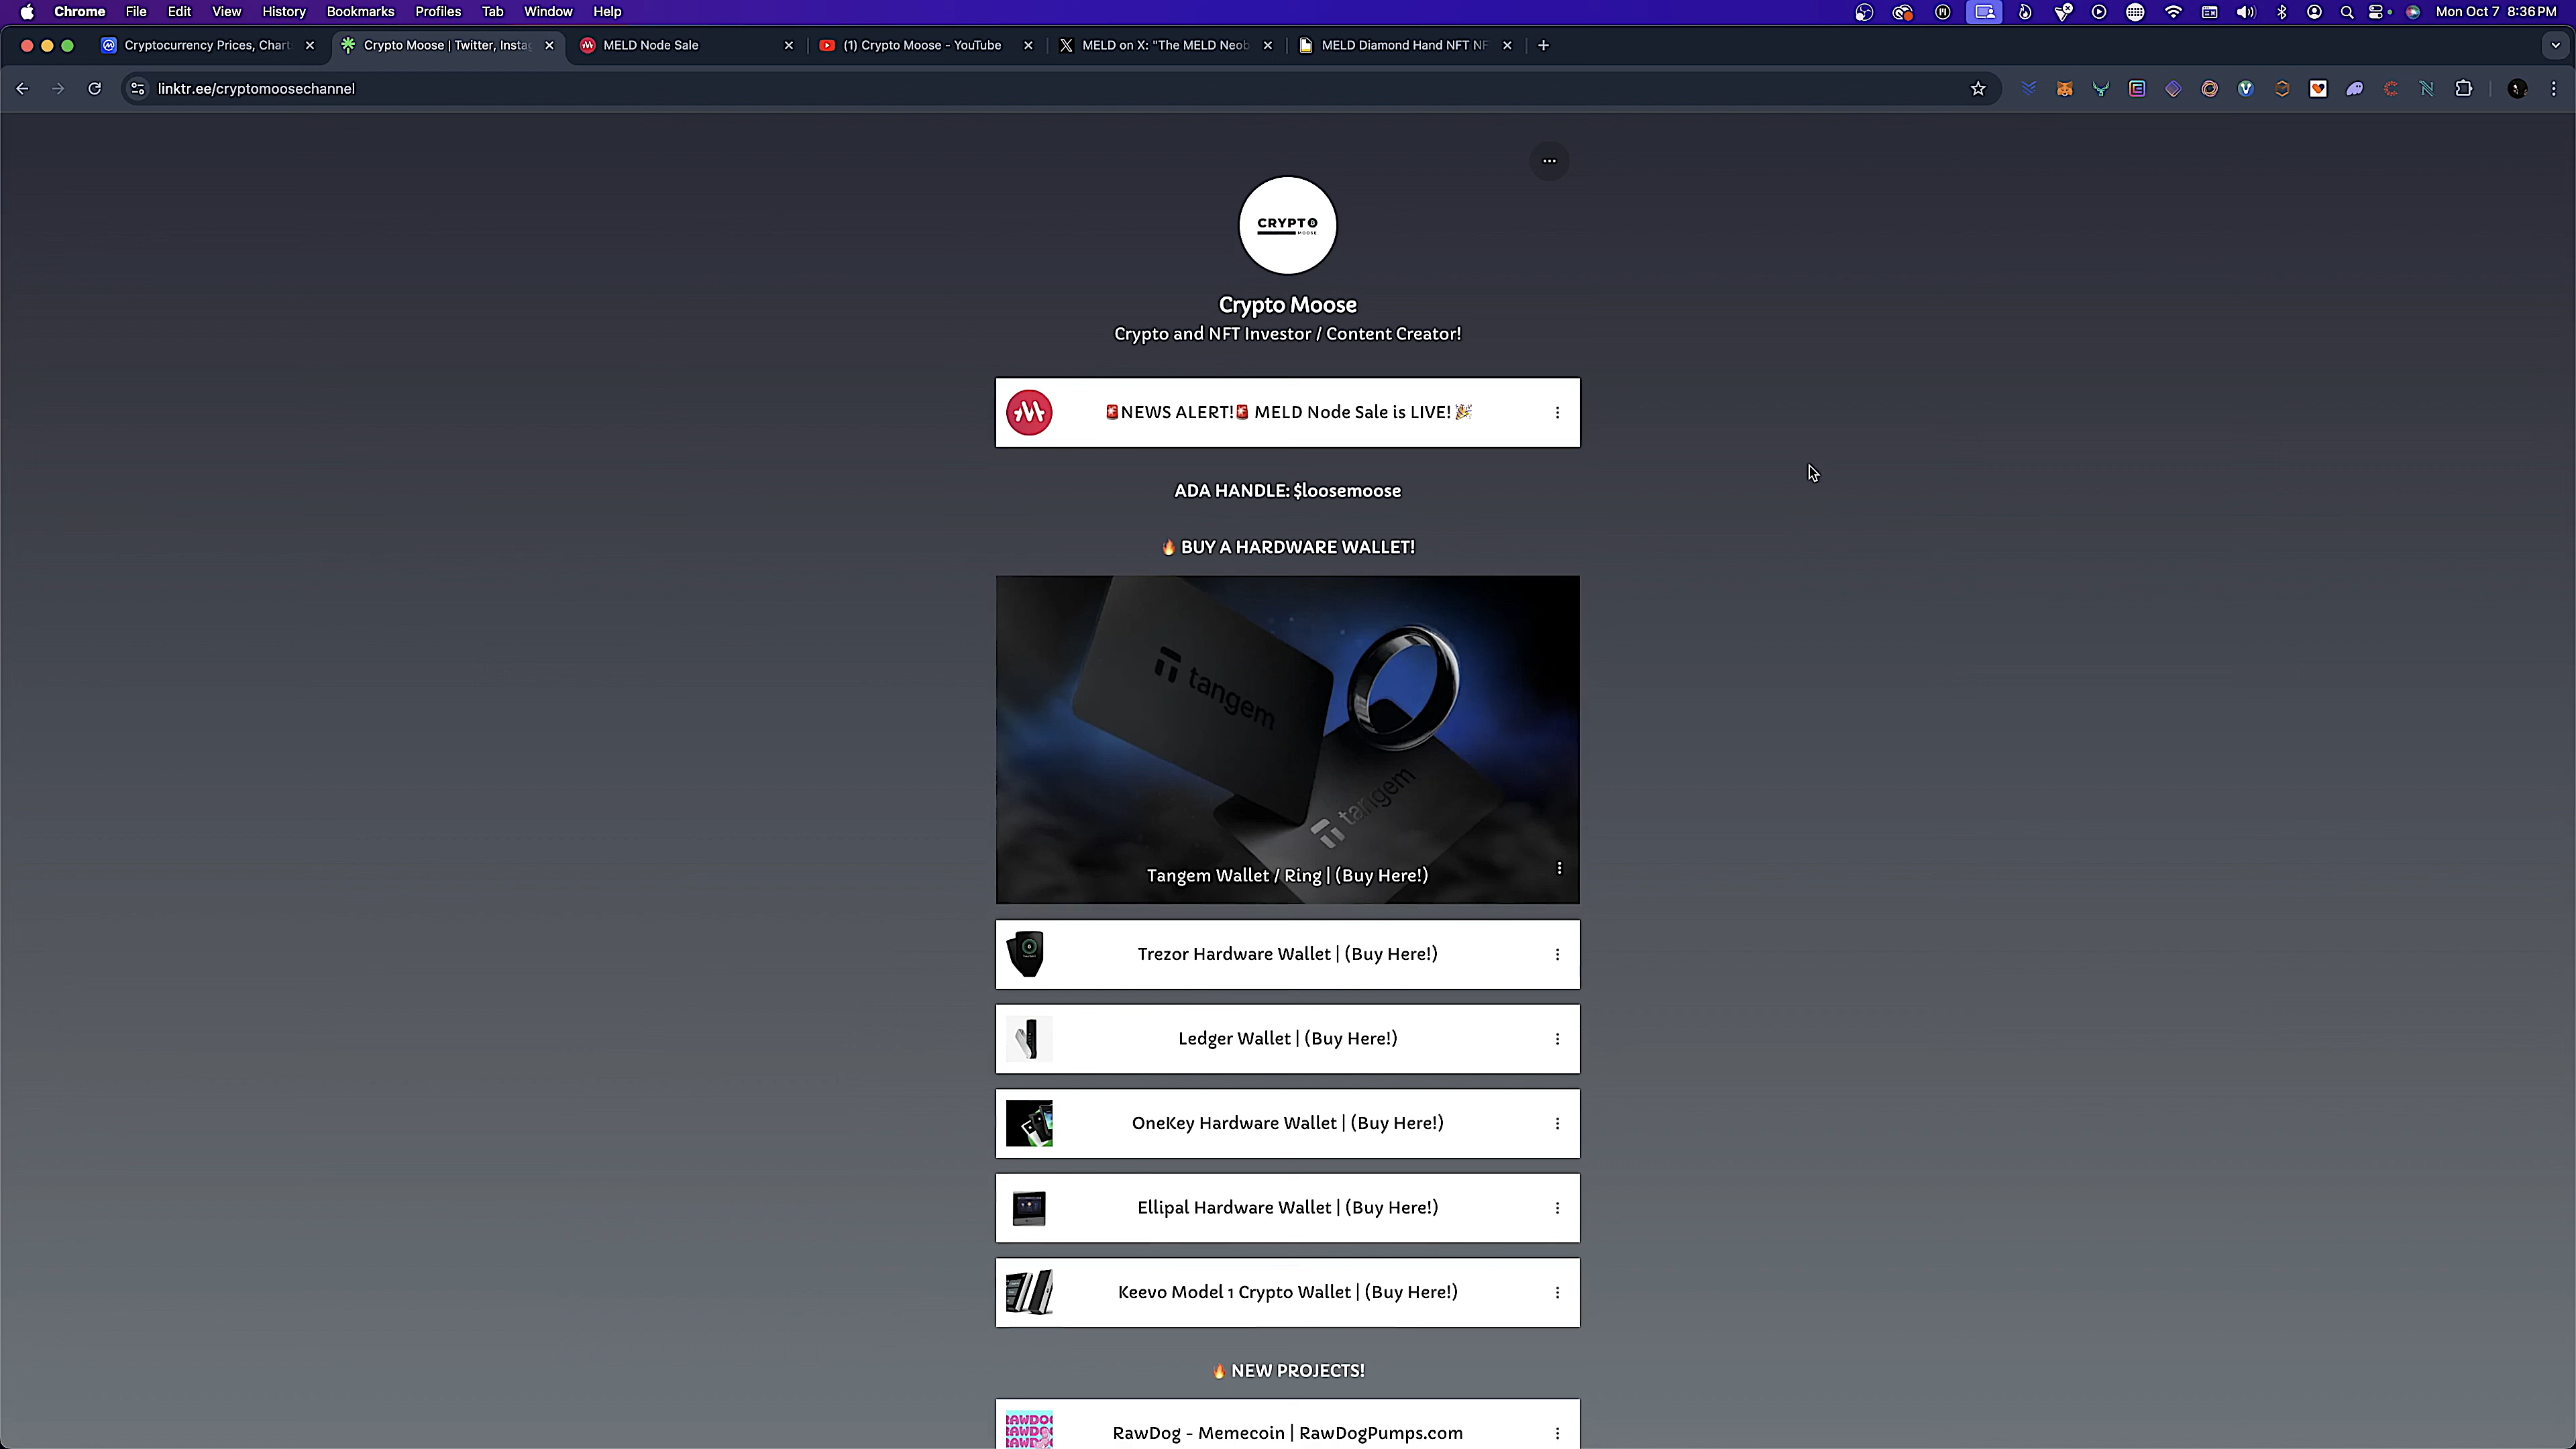 Chrome File Edit View History Bookmarks Profiles Tab Window Help
Mon Oct 7 8:36 PM
Cryptocurrency Prices, Chart
Crypto Moose | Twitter, Insta
MELD Node Sale
(1) Crypto Moose - YouTube
MELD on X: "The MELD Neob
MELD Diamond Hand NFT NF
linktr.ee/cryptomoosechannel
CRYPTO
MOOSE
Crypto Moose
Crypto and NFT Investor / Content Creator!
🚨NEWS ALERT!🚨 MELD Node Sale is LIVE! 🎉
ADA HANDLE: $loosemoose
🔥 BUY A HARDWARE WALLET!
tangem
tangem
Tangem Wallet / Ring | (Buy Here!)
Trezor Hardware Wallet | (Buy Here!)
Ledger Wallet | (Buy Here!)
OneKey Hardware Wallet | (Buy Here!)
Ellipal Hardware Wallet | (Buy Here!)
Keevo Model 1 Crypto Wallet | (Buy Here!)
🔥 NEW PROJECTS!
RawDog - Memecoin | RawDogPumps.com